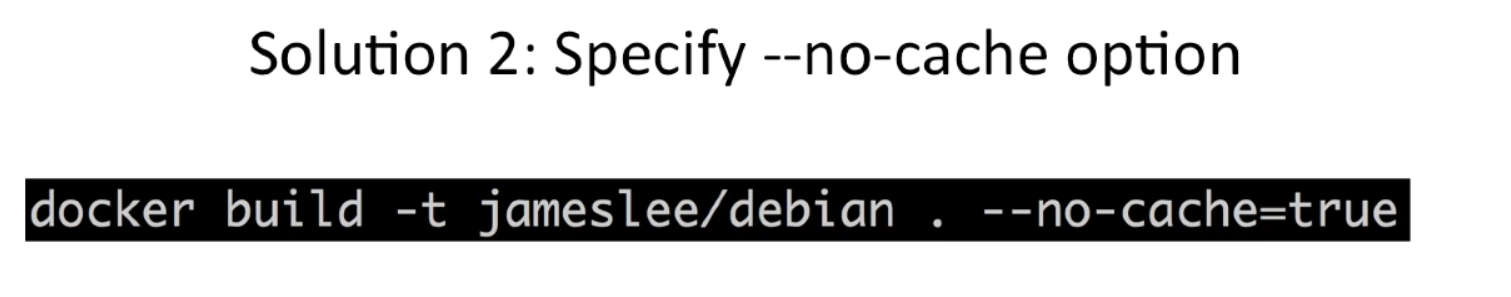 Solution 2: Specify --no-cache option
docker build -t jameslee/debian . --no-cache=true